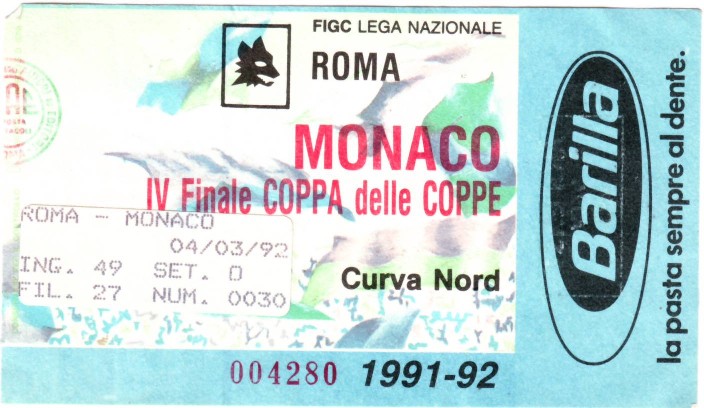 FIGC LEGA NAZIONALE
ROMA
MONACO
IV Finale COPPA delle COPPE
ROMA - MONACO
04/03/92
ING. 49 SET. D
FIL. 27 NUM. 0030
Curva Nord
004280 1991-92
Barilla
la pasta sempre al dente.